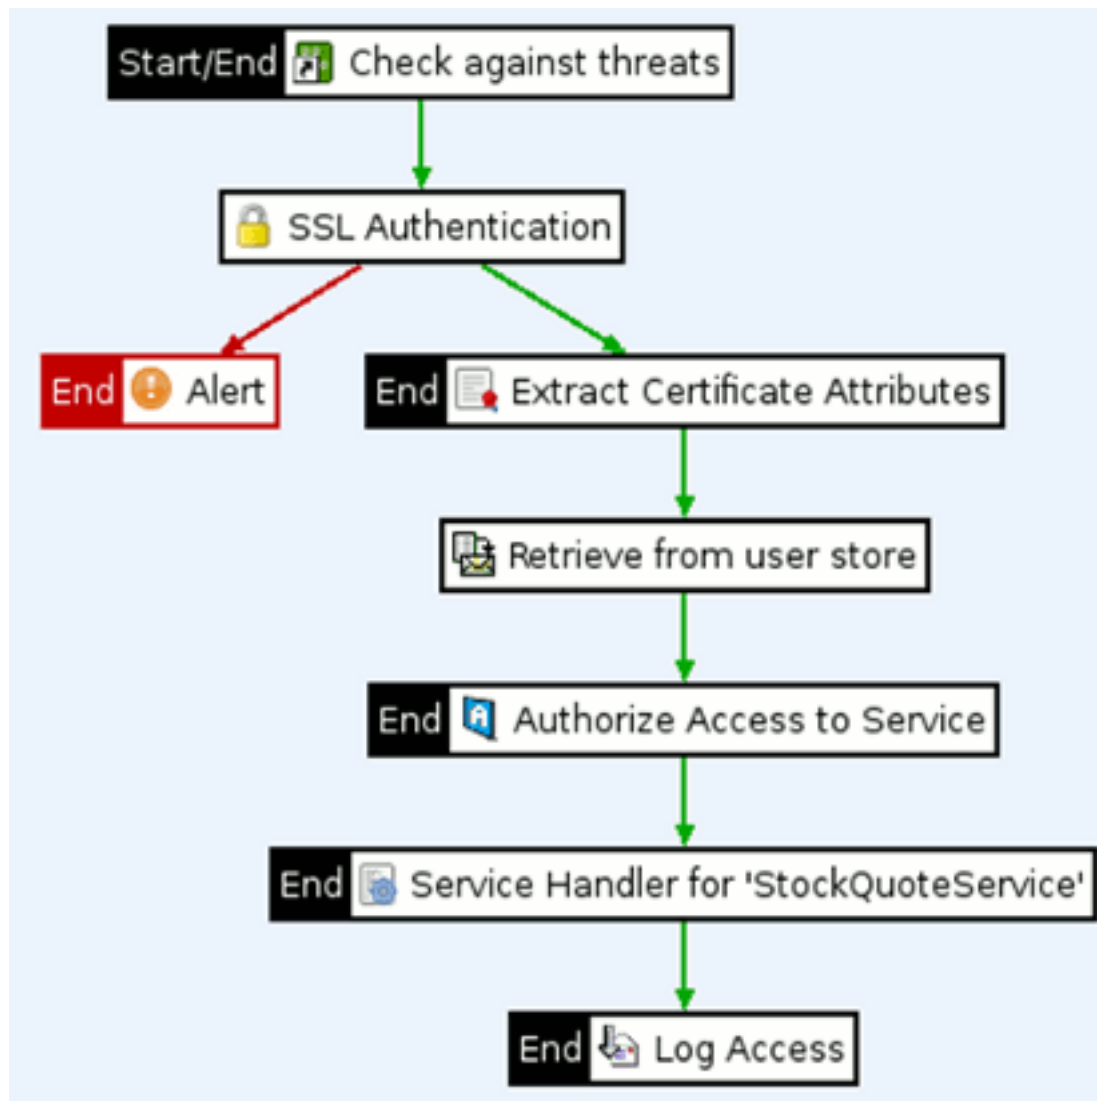 Start/End Check against threats
SSL Authentication
End Alert
End Extract Certificate Attributes
Retrieve from user store
End Authorize Access to Service
End Service Handler for 'StockQuoteService'
End Log Access